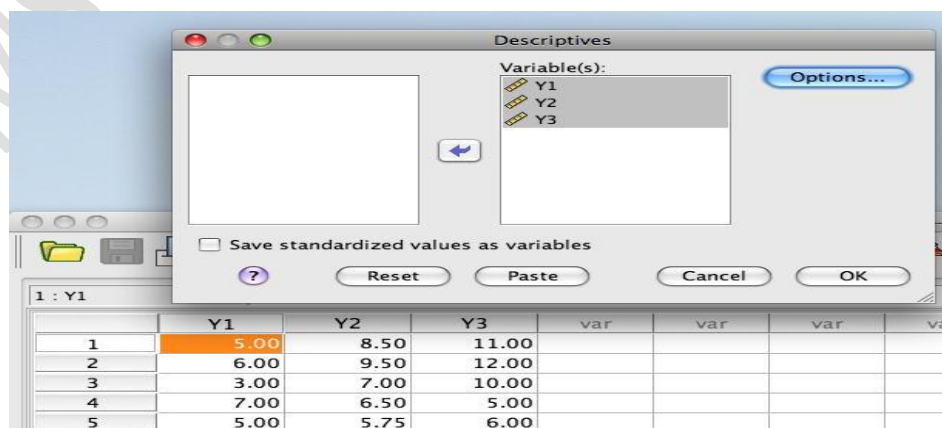 Descriptives
Variable(s):
Y1
Y2
Y3
Options...
Save standardized values as variables
?
Reset
Paste
Cancel
OK
1 : Y1
Y1 Y2 Y3 var var var
1 5.00 8.50 11.00
2 6.00 9.50 12.00
3 3.00 7.00 10.00
4 7.00 6.50 5.00
5 5.00 5.75 6.00